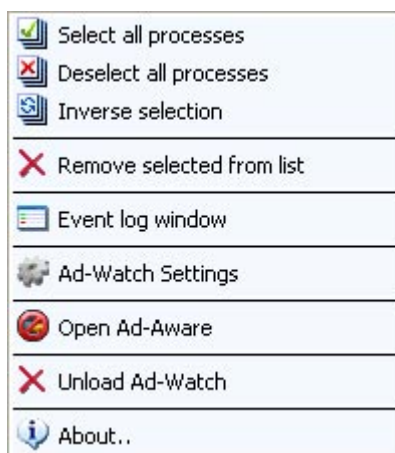 Select all processes
Deselect all processes
Inverse selection
Remove selected from list
Event log window
Ad-Watch Settings
Open Ad-Aware
Unload Ad-Watch
About..